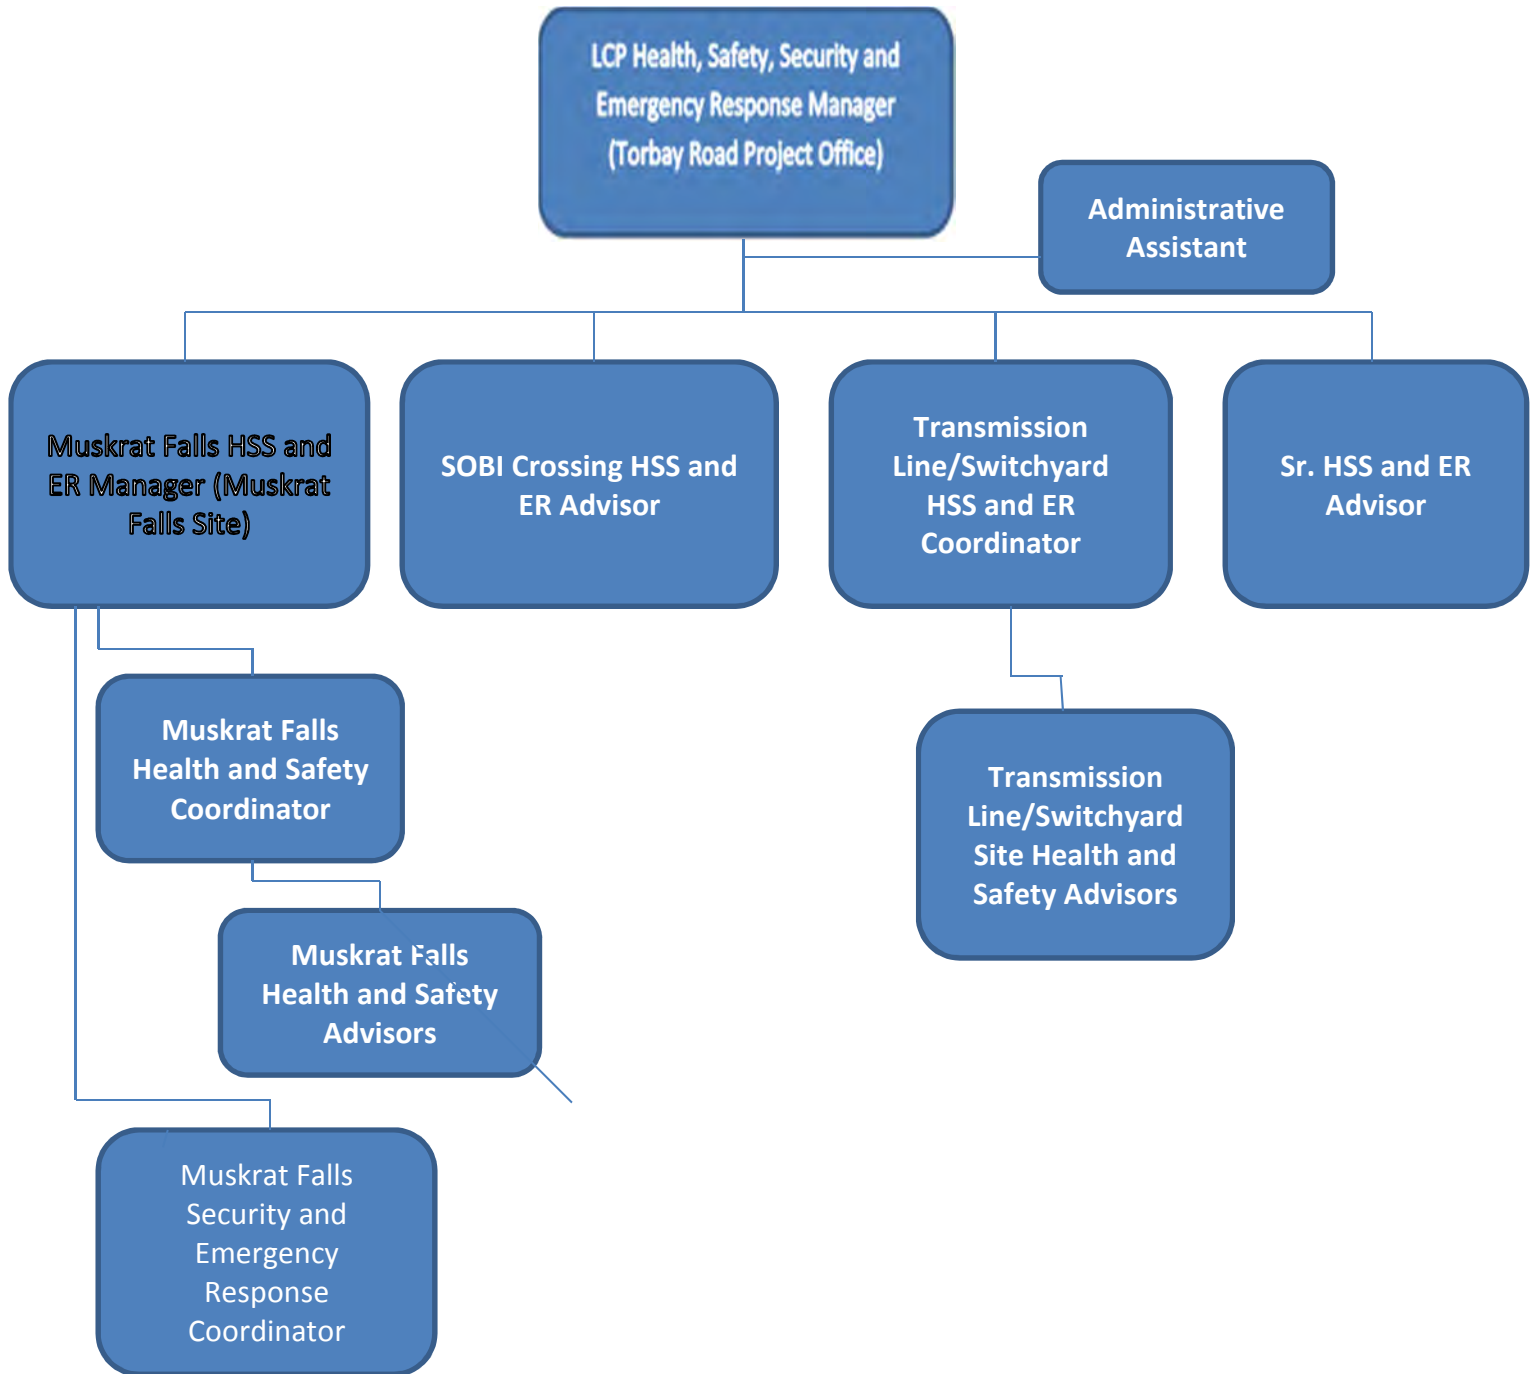 LCP Health, Safety, Security and
Emergency Response Manager
(Torbay Road Project Office)
Administrative
Assistant
Muskrat Falls HSS and
ER Manager (Muskrat
Falls Site)
SOBI Crossing HSS and
ER Advisor
Transmission
Line/Switchyard
HSS and ER
Coordinator
Sr. HSS and ER
Advisor
Muskrat Falls
Health and Safety
Coordinator
Transmission
Line/Switchyard
Site Health and
Safety Advisors
Muskrat Falls
Health and Safety
Advisors
Muskrat Falls
Security and
Emergency
Response
Coordinator